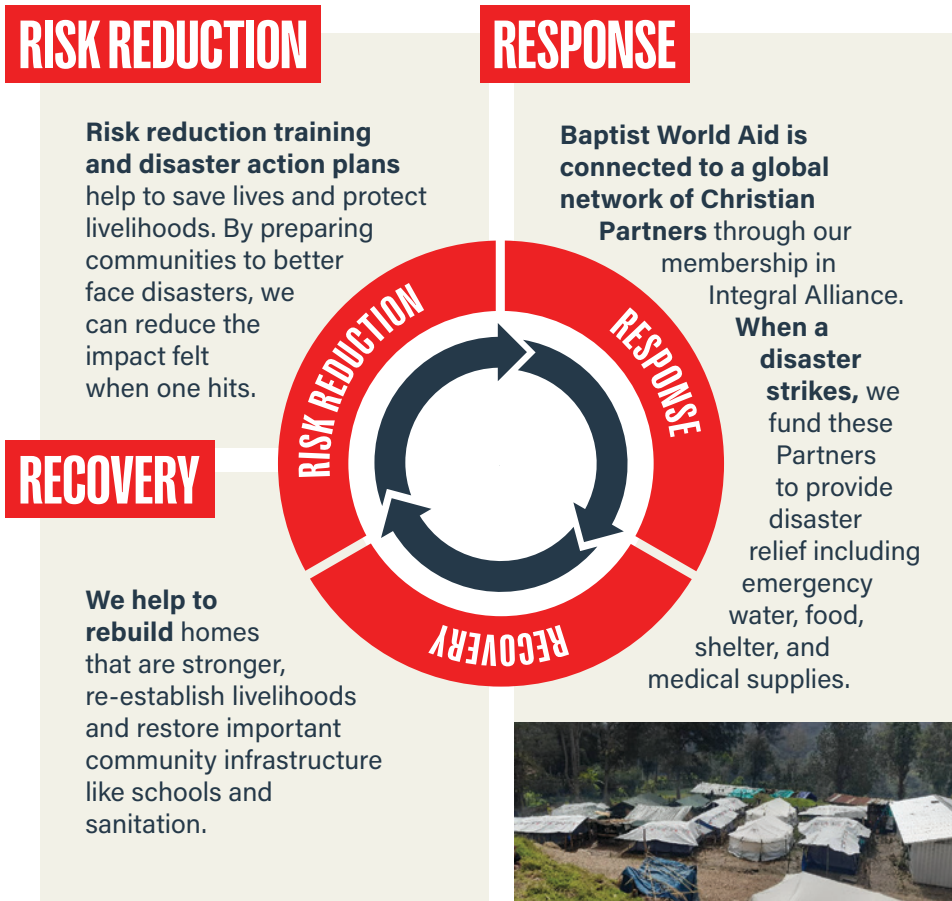 RISK REDUCTION
Risk reduction training
and disaster action plans
help to save lives and protect
livelihoods. By preparing
communities to better
face disasters, we
can reduce the
impact felt
when one hits.
RESPONSE
Baptist World Aid is
connected to a global
network of Christian
Partners through our
membership in
Integral Alliance.
When a
disaster
strikes, we
fund these
Partners
to provide
disaster
relief including
emergency
water, food,
shelter, and
medical supplies.
RISK REDUCTION
RESPONSE
RECOVERY
RECOVERY
We help to
rebuild homes
that are stronger,
re-establish livelihoods
and restore important
community infrastructure
like schools and
sanitation.